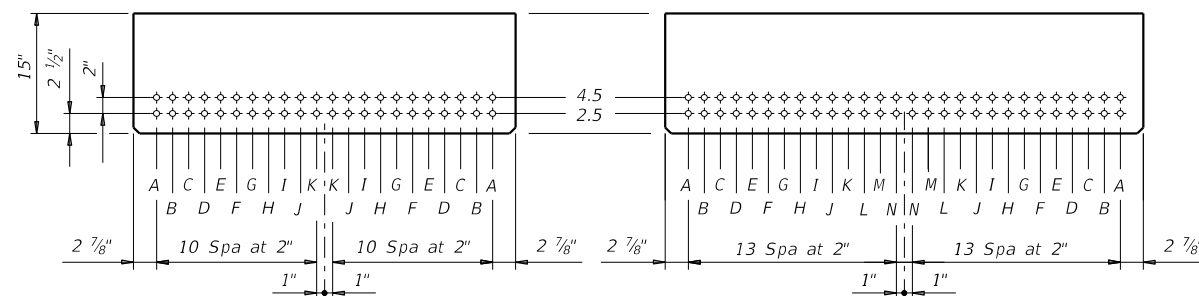 15"
2 ½"
2"
4.5
2.5
A C E G I K K I G E C A
B D F H J J H F D B
A C E G I K M M K I G E C A
B D F H J L N N L J H F D B
2 ⅞" 10 Spa at 2" 10 Spa at 2" 2 ⅞"
2 ⅞" 13 Spa at 2" 13 Spa at 2" 2 ⅞"
1" 1"
1" 1"